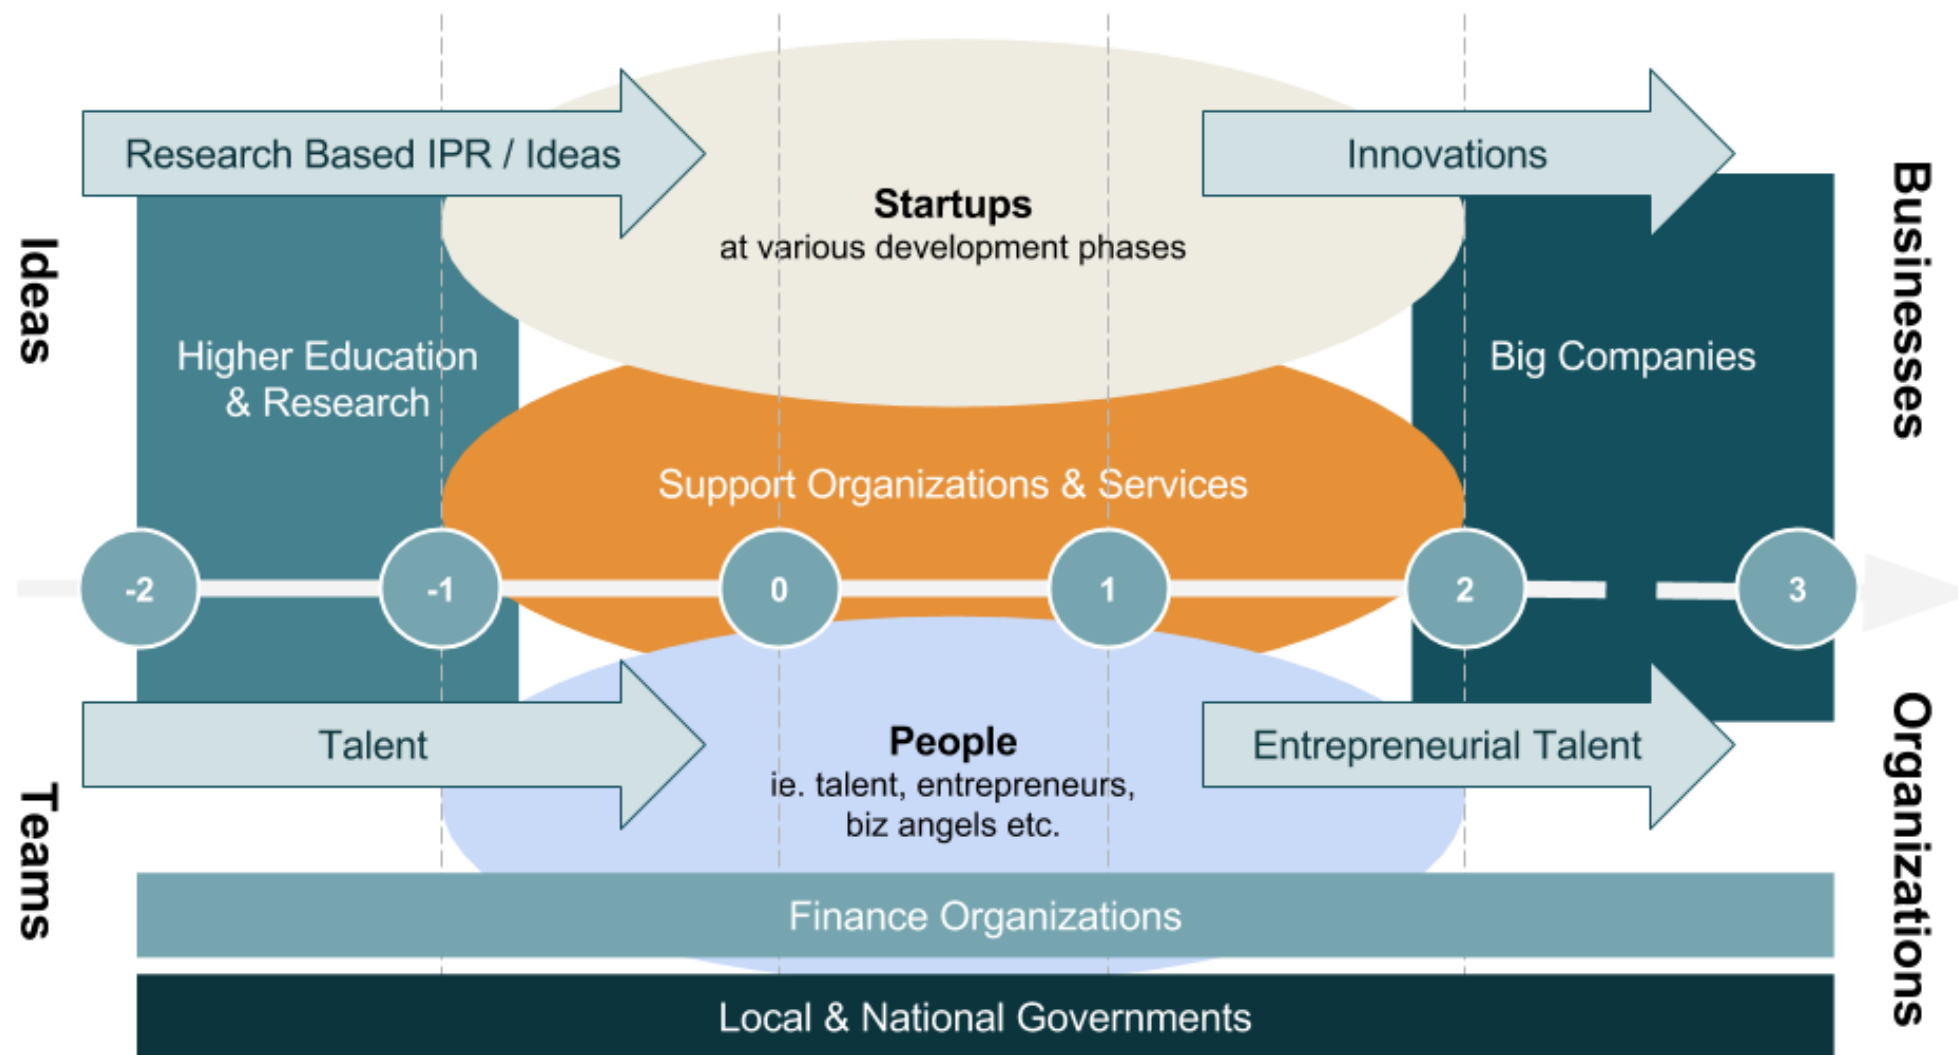 Research Based IPR / Ideas
Innovations
Startups
at various development phases
Ideas
Businesses
Higher Education
& Research
Big Companies
Support Organizations & Services
-2
-1
0
1
2
3
Talent
People
ie. talent, entrepreneurs,
biz angels etc.
Entrepreneurial Talent
Teams
Organizations
Finance Organizations
Local & National Governments